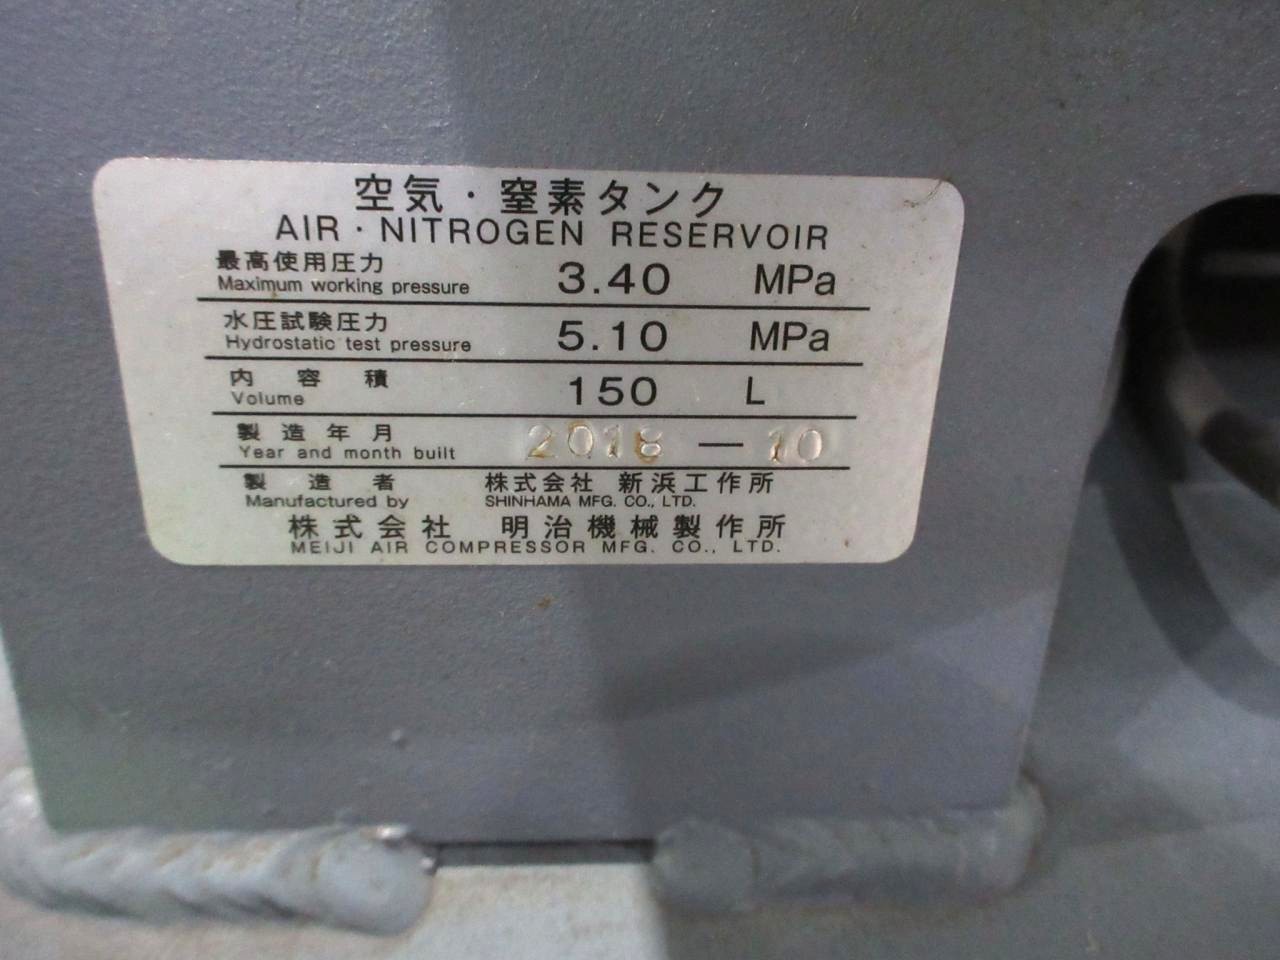 空気・窒素タンク
AIR・NITROGEN RESERVOIR
最高使用圧力 3.40 MPa
Maximum working pressure
水圧試験圧力 5.10 MPa
Hydrostatic test pressure
内容積 150 L
Volume
製造年月 2018 — 10
Year and month built
製造者 株式会社 新浜工作所
Manufactured by SHINHAMA MFG. CO., LTD.
株式会社 明治機械製作所
MEIJI AIR COMPRESSOR MFG. CO., LTD.